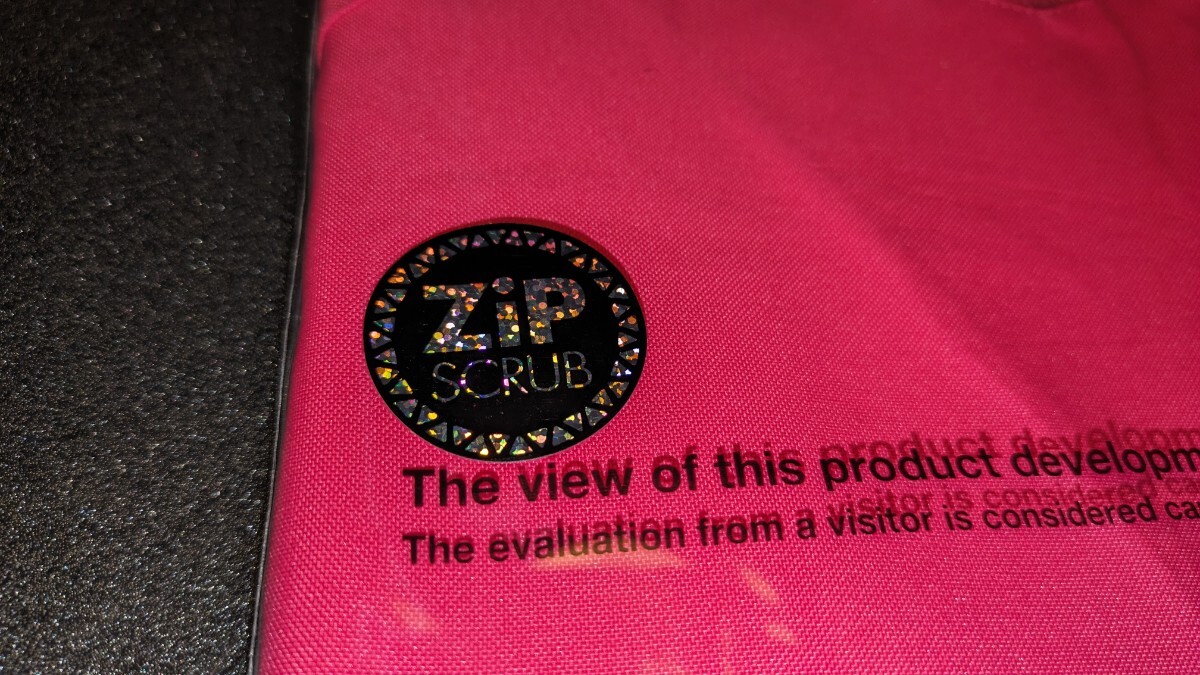 ZiP
SCRUB
The view of this product developm
The evaluation from a visitor is considered ca